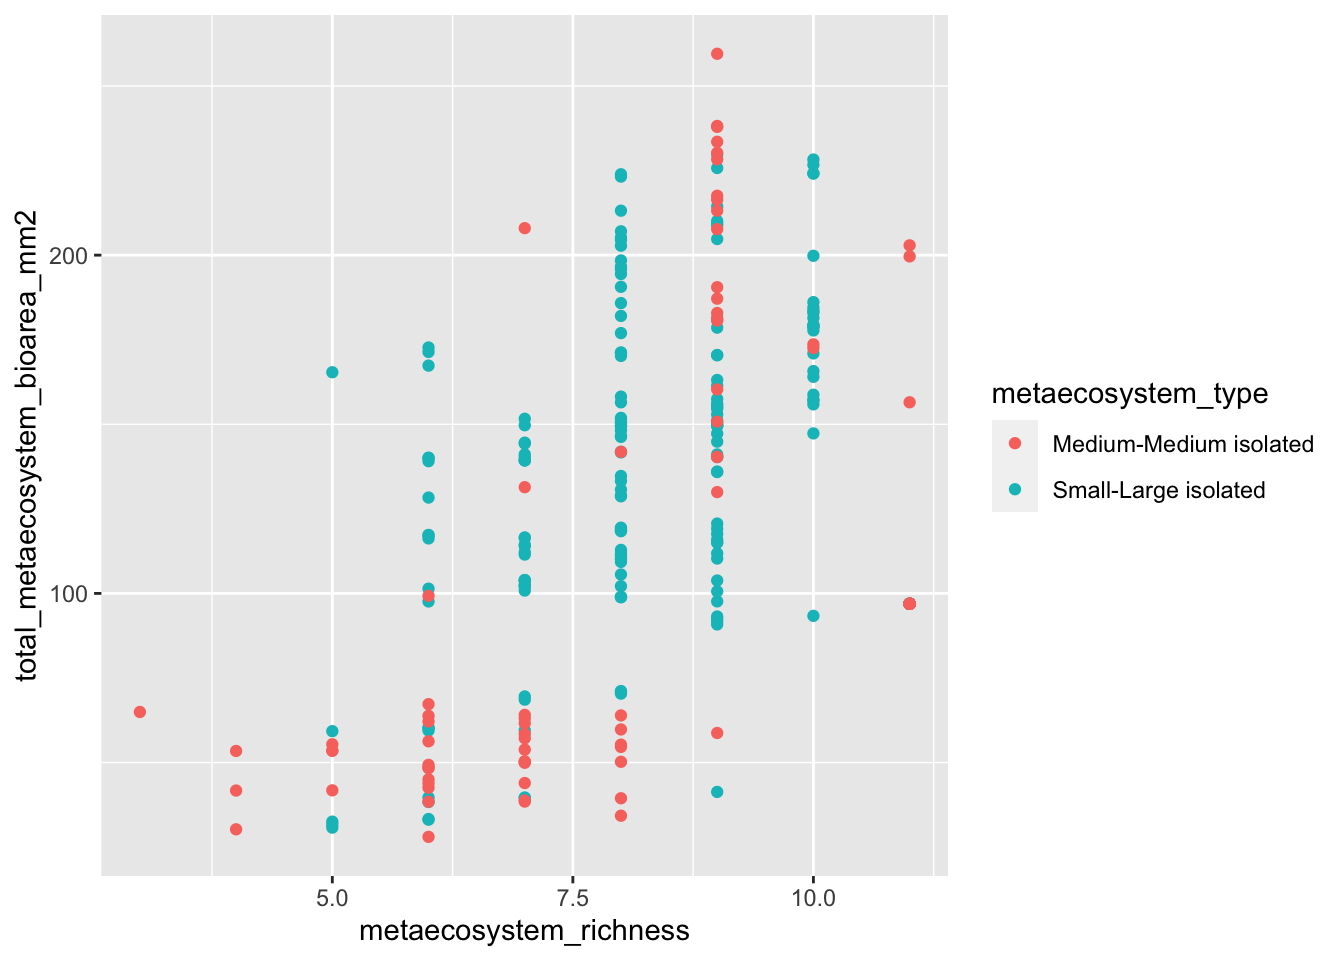 total_metaecosystem_bioarea_mm2
200
100
5.0
7.5
10.0
metaecosystem_richness
metaecosystem_type
Medium-Medium isolated
Small-Large isolated